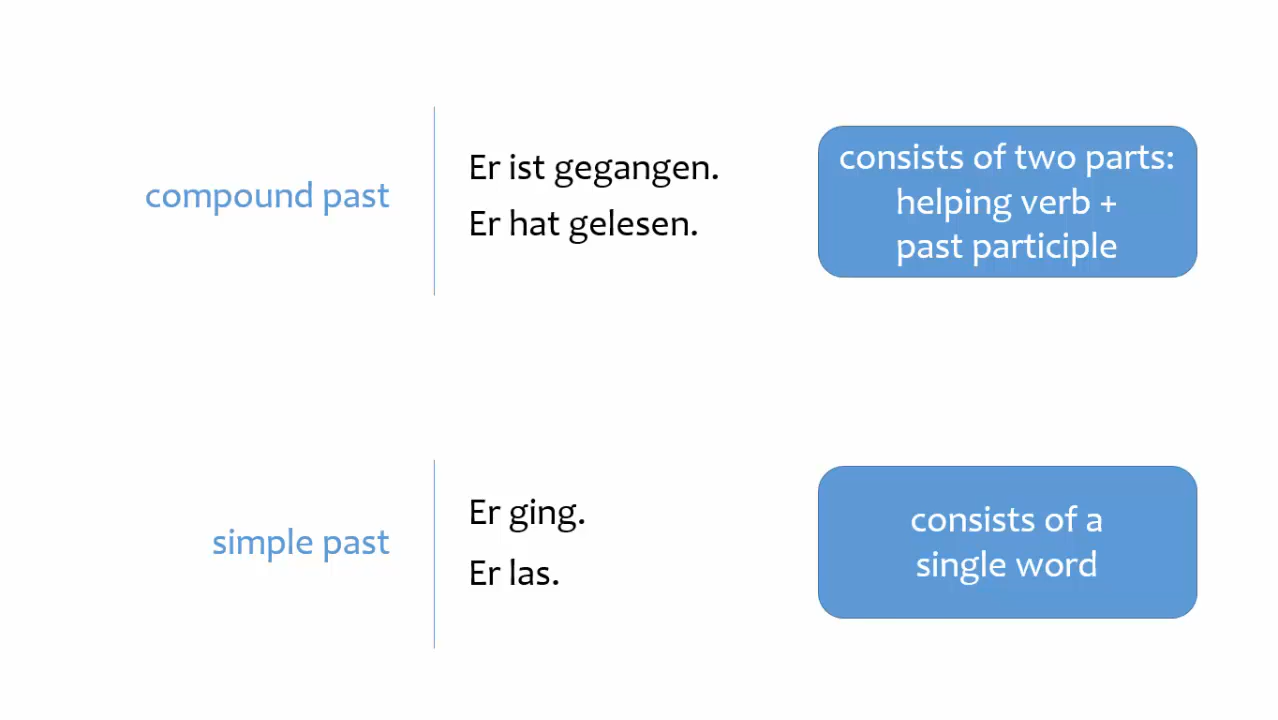 compound past
Er ist gegangen.
Er hat gelesen.
consists of two parts:
helping verb +
past participle
simple past
Er ging.
Er las.
consists of a
single word